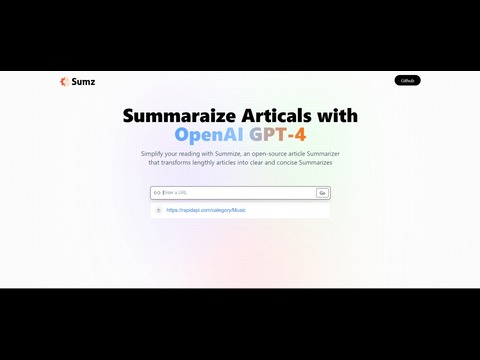 Sumz
Github
Summaraize Articals with
OpenAI GPT-4
Simplify your reading with Summize, an open-source article Summarizer
that transforms lengthly articles into clear and concise Summarizes
Enter a URL
Go
https://rapidapi.com/category/Music